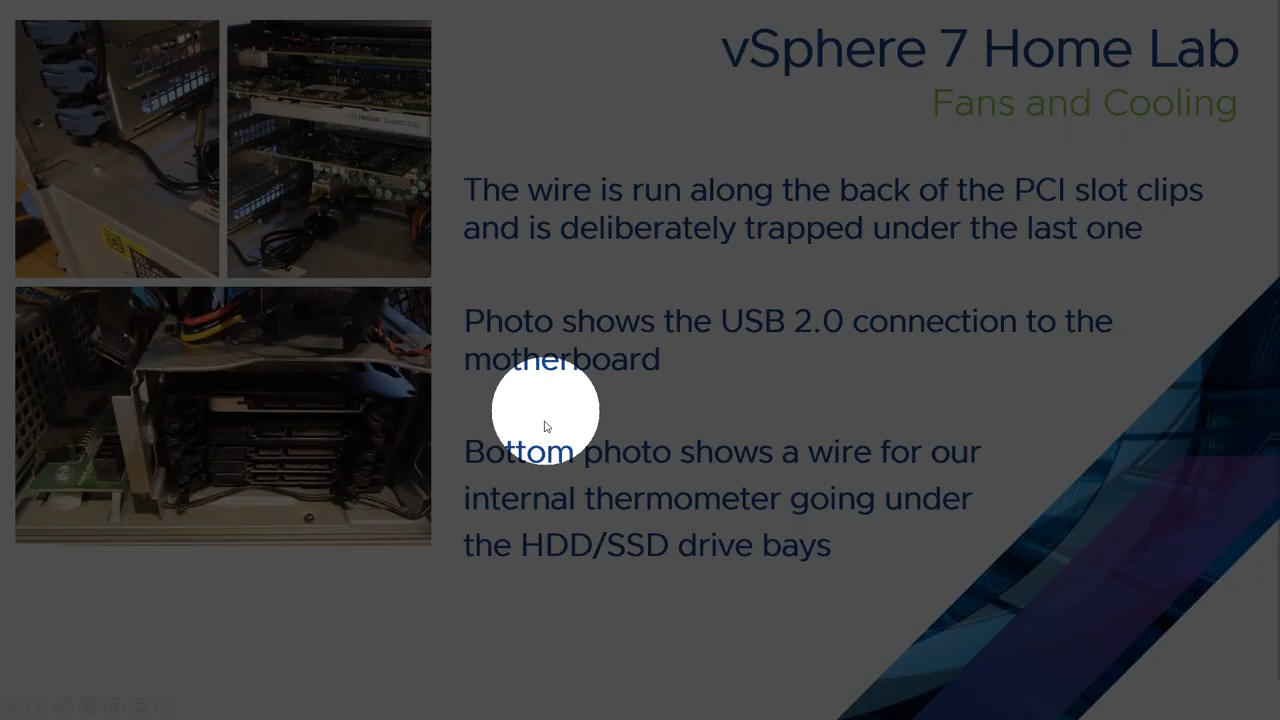 vSphere 7 Home Lab
Fans and Cooling
The wire is run along the back of the PCI slot clips
and is deliberately trapped under the last one
Photo shows the USB 2.0 connection to the
motherboard
Bottom photo shows a wire for our
internal thermometer going under
the HDD/SSD drive bays